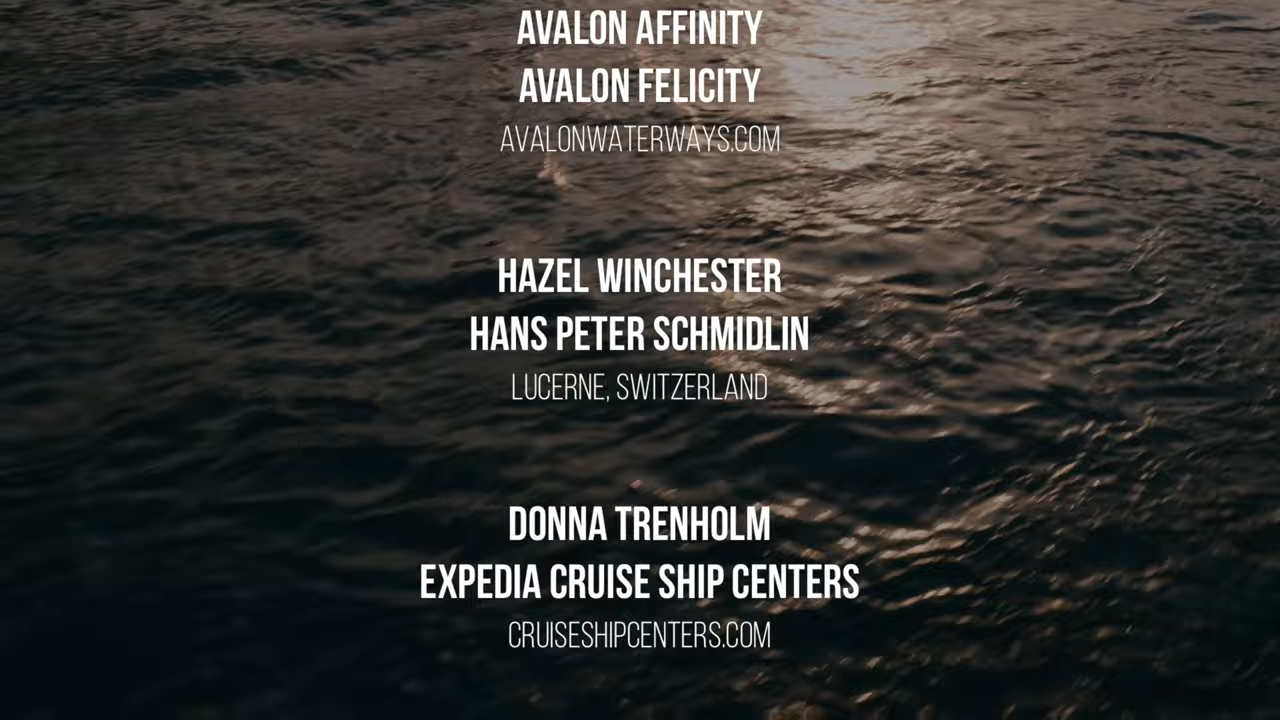 AVALON AFFINITY
AVALON FELICITY
AVALONWATERWAYS.COM
HAZEL WINCHESTER
HANS PETER SCHMIDLIN
LUCERNE, SWITZERLAND
DONNA TRENHOLM
EXPEDIA CRUISE SHIP CENTERS
CRUISESHIPCENTERS.COM